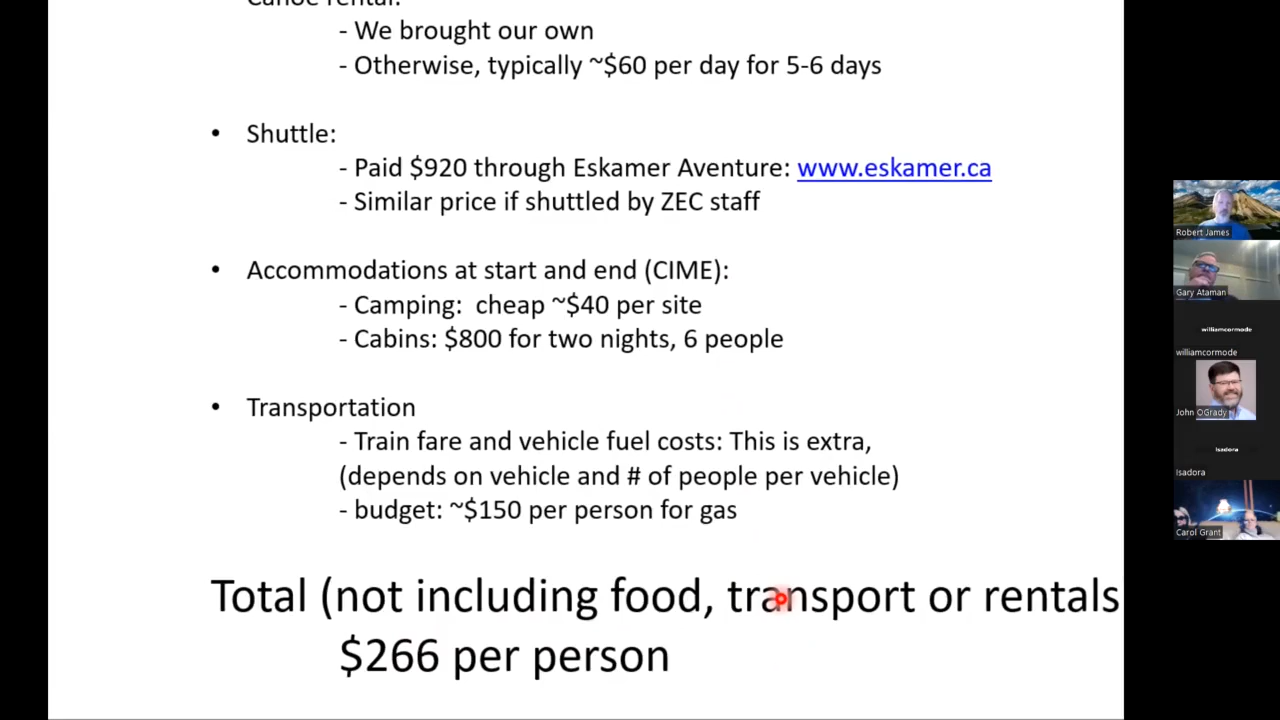 Canoe rental:
- We brought our own
- Otherwise, typically ~$60 per day for 5-6 days
• Shuttle:
- Paid $920 through Eskamer Aventure: www.eskamer.ca
- Similar price if shuttled by ZEC staff
• Accommodations at start and end (CIME):
- Camping:  cheap ~$40 per site
- Cabins: $800 for two nights, 6 people
• Transportation
- Train fare and vehicle fuel costs: This is extra,
(depends on vehicle and # of people per vehicle)
- budget: ~$150 per person for gas
Total (not including food, transport or rentals
$266 per person
Robert James
Gary Ataman
williamcormode
williamcormode
John OGrady
Isadora
Isadora
Carol Grant